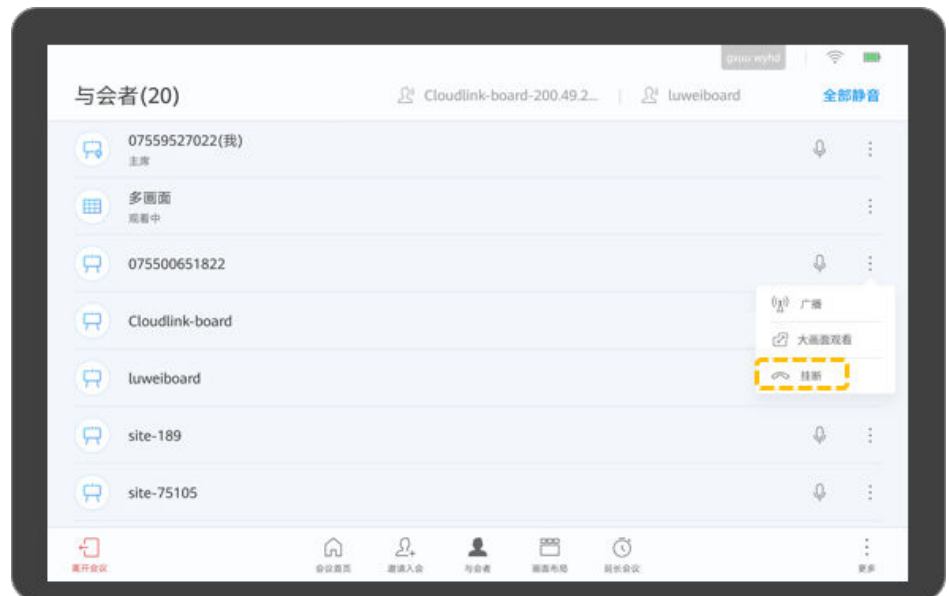 与会者(20)
Cloudlink-board-200.49.2...
luweiboard
全部静音
07559527022(我)
主席
多画面
观看中
075500651822
广播
Cloudlink-board
大画面观看
luweiboard
挂断
site-189
site-75105
离开会议
会议首页
邀请入会
与会者
画面布局
延长会议
更多